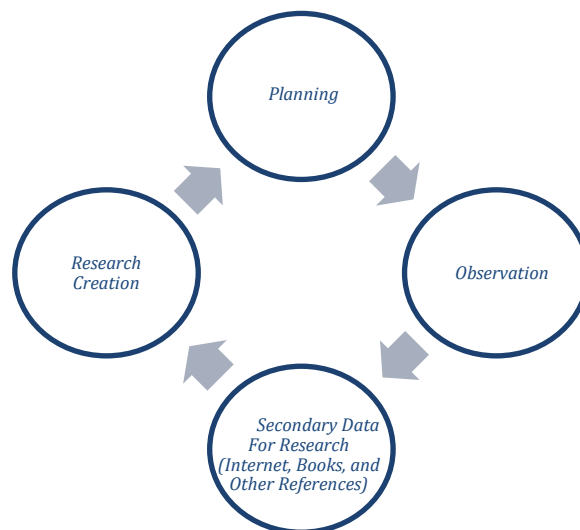 Planning
Observation
Secondary Data
For Research
(Internet, Books, and
Other References)
Research
Creation